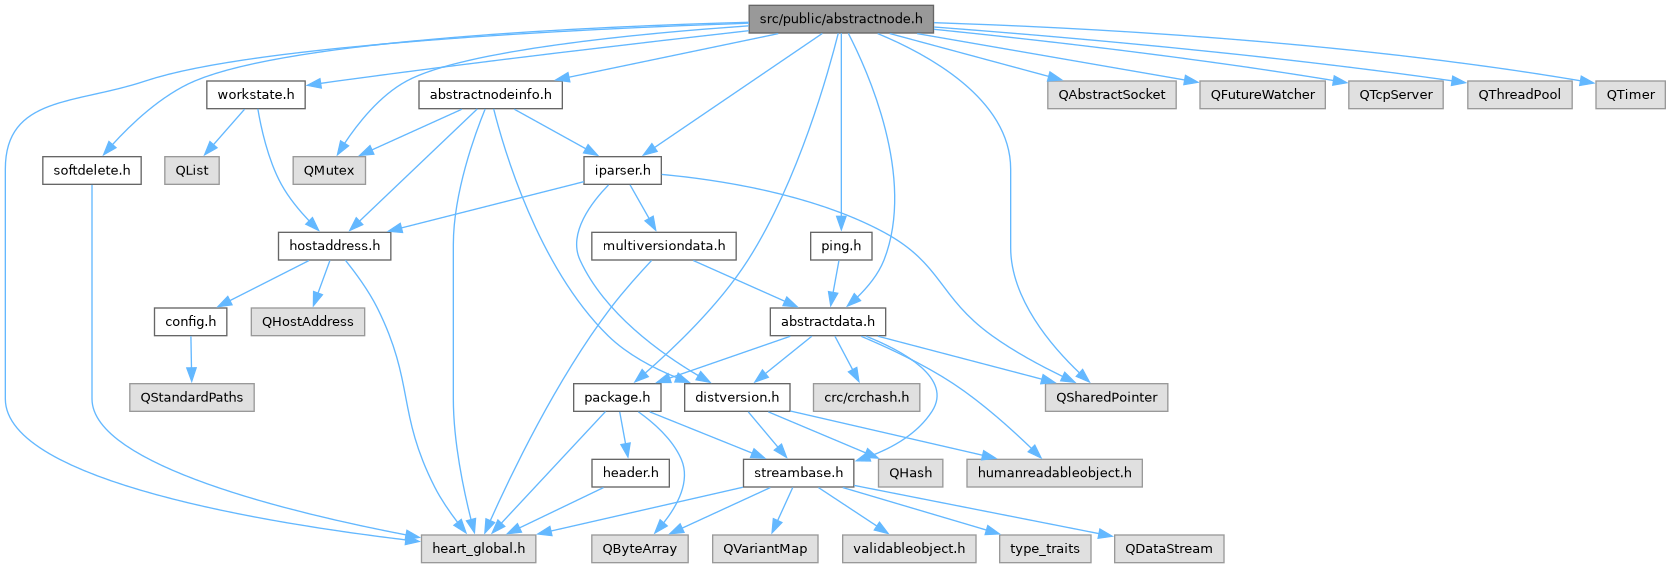 src/public/abstractnode.h
workstate.h
abstractnodeinfo.h
QAbstractSocket
QFutureWatcher
QTcpServer
QThreadPool
QTimer
softdelete.h
QList
QMutex
iparser.h
hostaddress.h
multiversiondata.h
ping.h
config.h
QHostAddress
abstractdata.h
QStandardPaths
package.h
distversion.h
crc/crchash.h
QSharedPointer
header.h
streambase.h
QHash
humanreadableobject.h
heart_global.h
QByteArray
QVariantMap
validableobject.h
type_traits
QDataStream